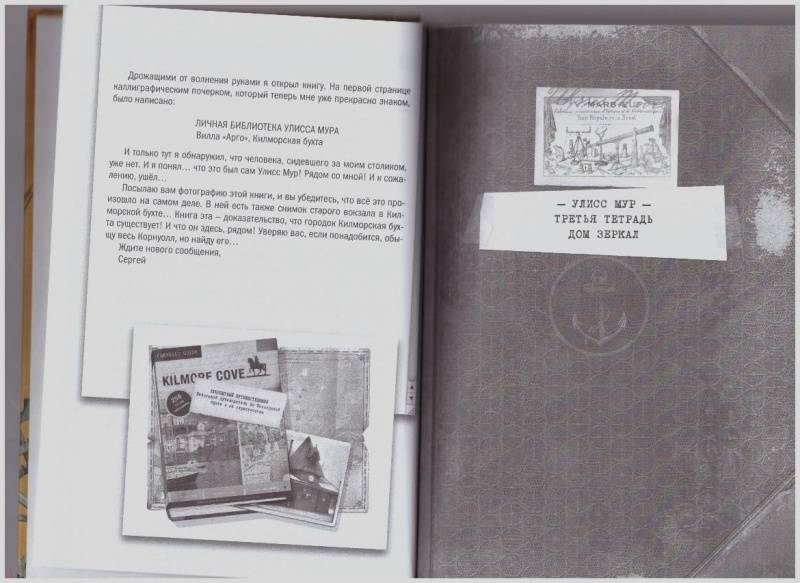 Дрожащими от волнения руками я открыл книгу. На первой странице
каллиграфическим почерком, который теперь мне уже прекрасно знаком,
было написано:
ЛИЧНАЯ БИБЛИОТЕКА УЛИССА МУРА
Вилла «Арго», Килморская бухта
И только тут я обнаружил, что человека, сидевшего за моим столиком,
уже нет. И я понял... что это был сам Улисс Мур! Рядом со мной! И к сожа-
лению, ушёл...
Посылаю вам фотографию этой книги, и вы убедитесь, что всё это про-
изошло на самом деле. В ней есть также снимок старого вокзала в Кил-
морской бухте... Книга эта – доказательство, что городок Килморская бух-
та существует! И что он здесь, рядом! Уверяю вас, если понадобится, обы-
щу весь Корнуолл, но найду его...
Ждите нового сообщения,
Сергей
KILMORE COVE
— УЛИСС МУР —
ТРЕТЬЯ ТЕТРАДЬ
ДОМ ЗЕРКАЛ